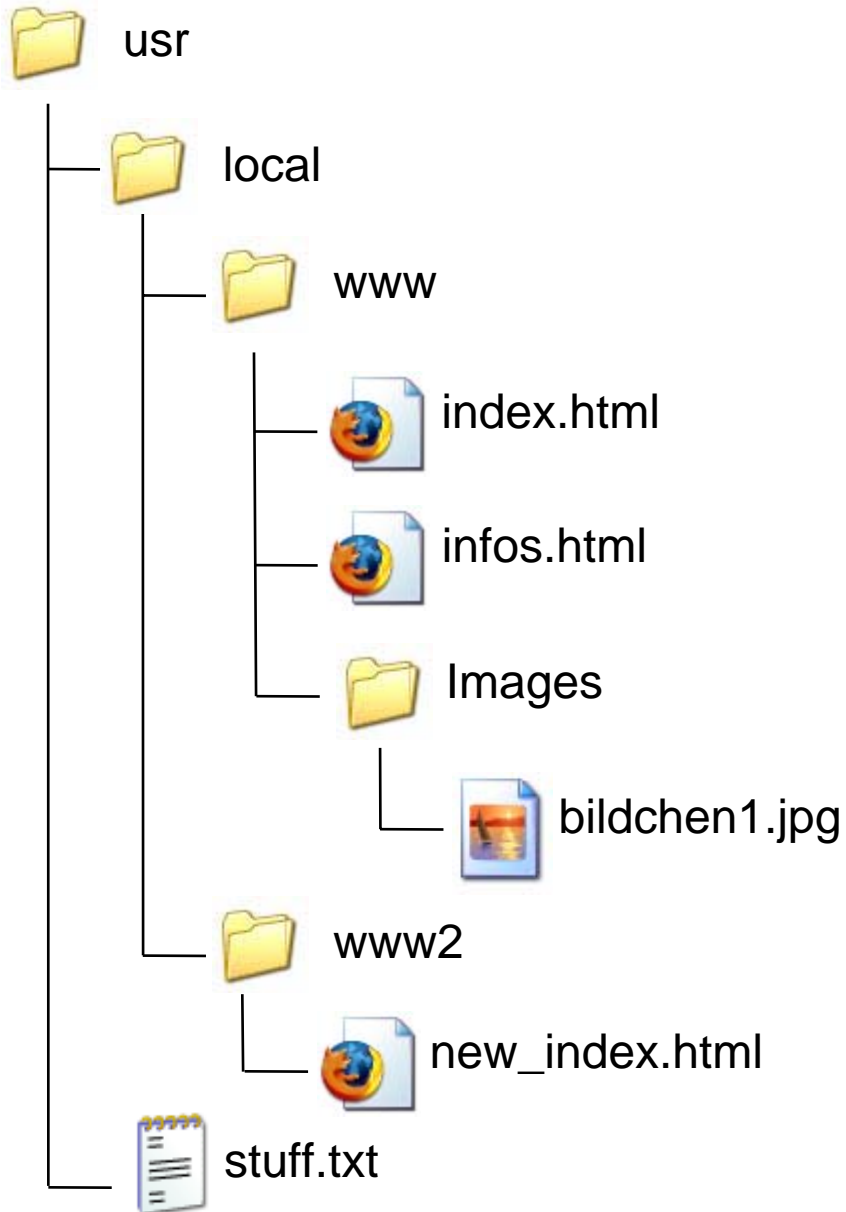 usr
local
www
index.html
infos.html
Images
bildchen1.jpg
www2
new_index.html
stuff.txt